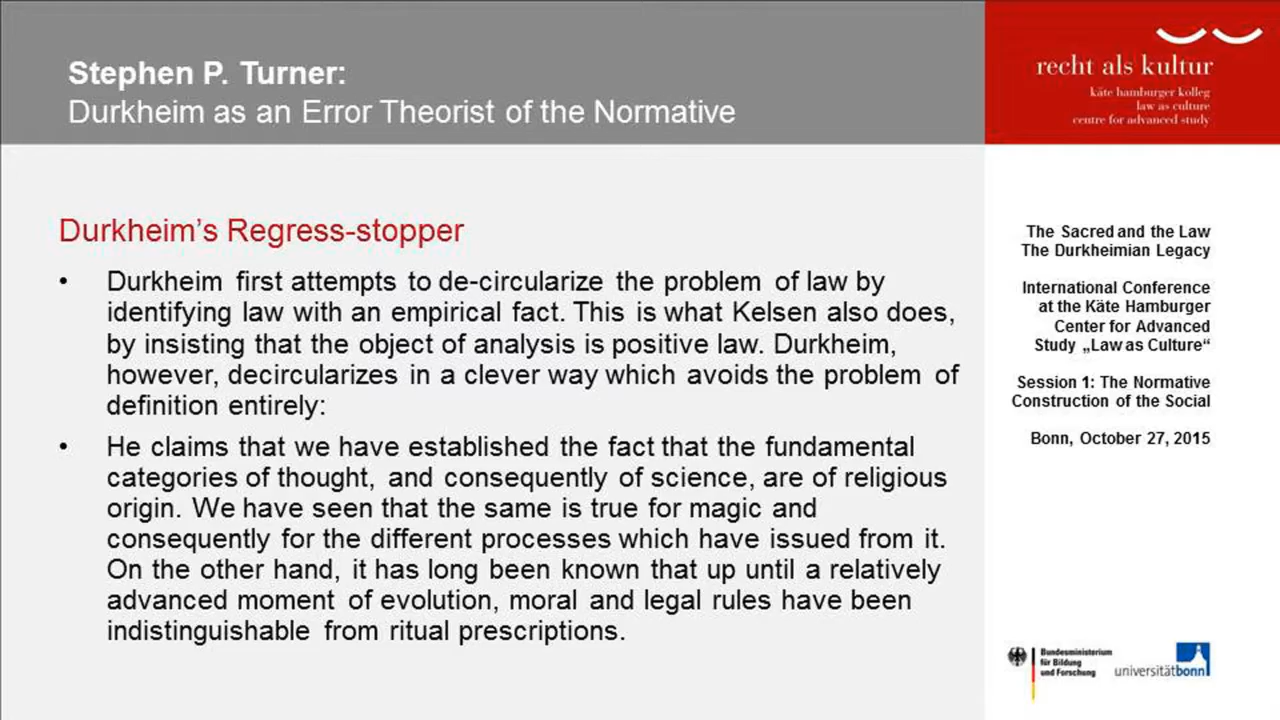 Stephen P. Turner:
Durkheim as an Error Theorist of the Normative
recht als kultur
käte hamburger kolleg
law as culture
centre for advanced study
Durkheim's Regress-stopper
• Durkheim first attempts to de-circularize the problem of law by
identifying law with an empirical fact. This is what Kelsen also does,
by insisting that the object of analysis is positive law. Durkheim,
however, decircularizes in a clever way which avoids the problem of
definition entirely:
• He claims that we have established the fact that the fundamental
categories of thought, and consequently of science, are of religious
origin. We have seen that the same is true for magic and
consequently for the different processes which have issued from it.
On the other hand, it has long been known that up until a relatively
advanced moment of evolution, moral and legal rules have been
indistinguishable from ritual prescriptions.
The Sacred and the Law
The Durkheimian Legacy
International Conference
at the Käte Hamburger
Center for Advanced
Study „Law as Culture“
Session 1: The Normative
Construction of the Social
Bonn, October 27, 2015
Bundesministerium
für Bildung
und Forschung
universitätbonn